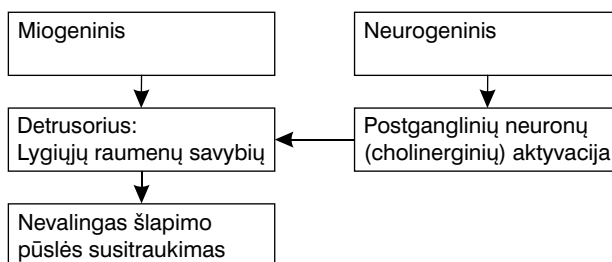 Miogeninis
Neurogeninis
Detrusorius:
Lygiųjų raumenų savybių
Postganglinių neuronų
(cholinerginių) aktyvacija
Nevalingas šlapimo
pūslės susitraukimas